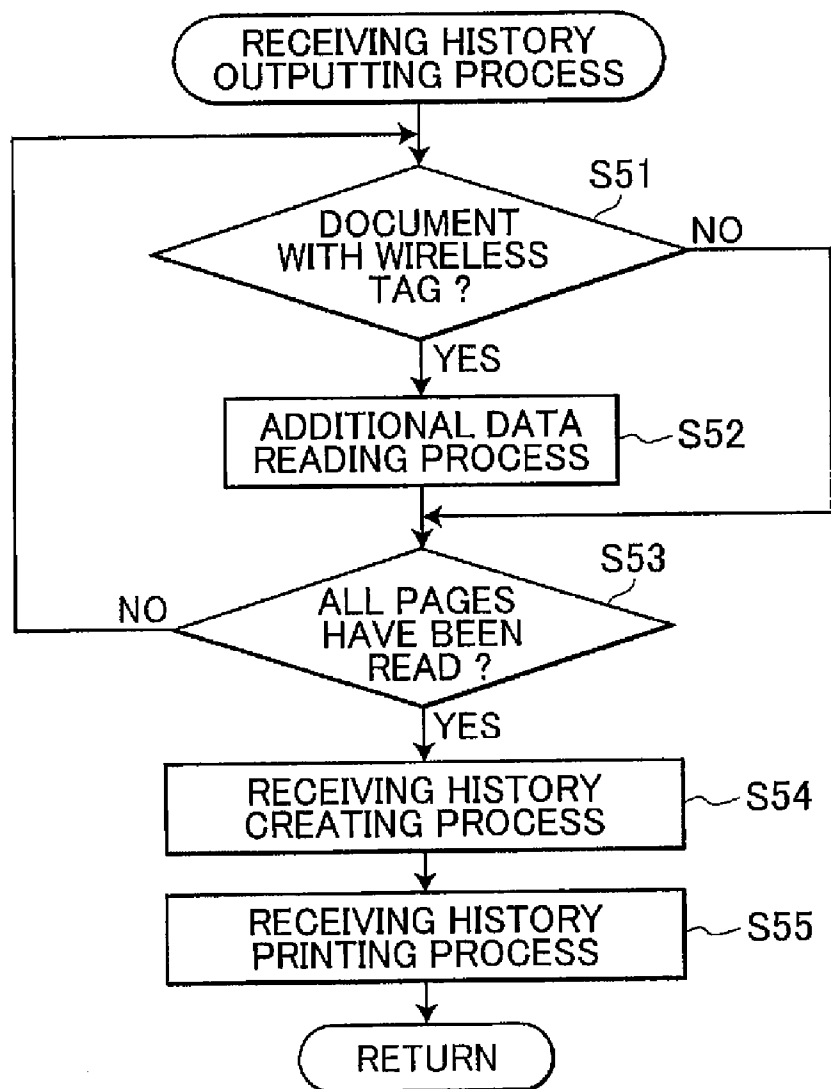 RECEIVING HISTORY
OUTPUTTING PROCESS
S51
DOCUMENT
WITH WIRELESS
TAG ?
NO
YES
ADDITIONAL DATA
READING PROCESS
S52
S53
NO
ALL PAGES
HAVE BEEN
READ ?
YES
RECEIVING HISTORY
CREATING PROCESS
S54
RECEIVING HISTORY
PRINTING PROCESS
S55
RETURN